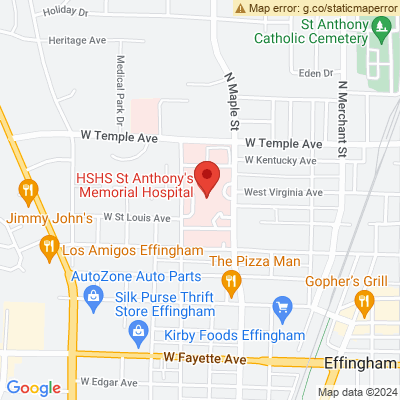 Map error: g.co/staticmaperror
Holiday Dr
Heritage Ave
Medical Park Dr
N Maple St
St Anthony
Catholic Cemetery
Eden Dr
N Merchant St
W Temple Ave
W Temple Ave
W Kentucky Ave
HSHS St Anthony's
Memorial Hospital
West Virginia Ave
Jimmy John's
W St Louis Ave
Los Amigos Effingham
The Pizza Man
AutoZone Auto Parts
Gopher's Grill
Silk Purse Thrift
Store Effingham
Kirby Foods Effingham
W Fayette Ave
Effingham
W Edgar Ave
Google
Map data ©2024